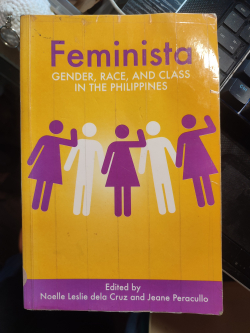 Feminista
GENDER, RACE, AND CLASS
IN THE PHILIPPINES
Edited by
Noelle Leslie dela Cruz and Jeane Peracullo